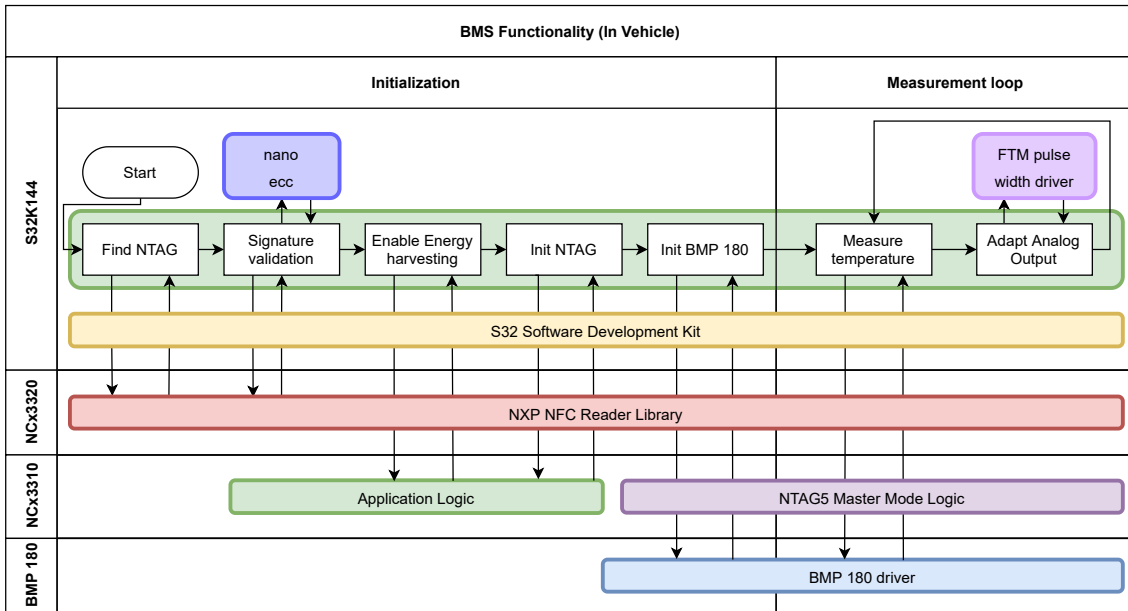 BMS Functionality (In Vehicle)
Initialization
Measurement loop
S32K144
Start
nano
ecc
FTM pulse
width driver
Find NTAG
Signature
validation
Enable Energy
harvesting
Init NTAG
Init BMP 180
Measure
temperature
Adapt Analog
Output
S32 Software Development Kit
NCx3320
NXP NFC Reader Library
NCx3310
Application Logic
NTAG5 Master Mode Logic
BMP 180
BMP 180 driver